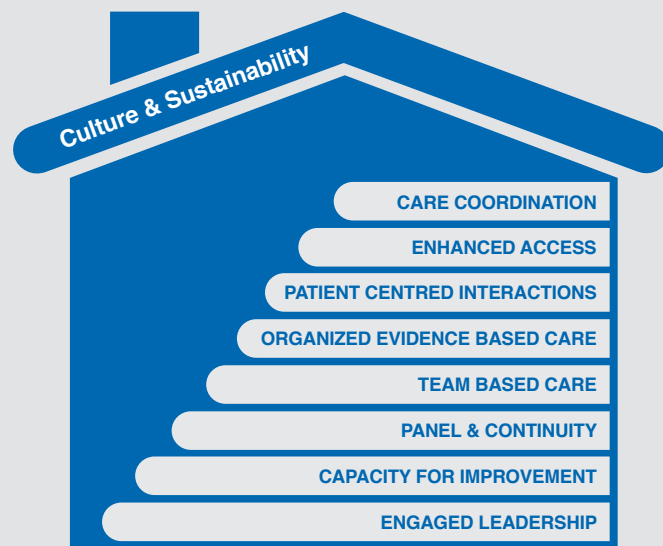 Culture & Sustainability
CARE COORDINATION
ENHANCED ACCESS
PATIENT CENTRED INTERACTIONS
ORGANIZED EVIDENCE BASED CARE
TEAM BASED CARE
PANEL & CONTINUITY
CAPACITY FOR IMPROVEMENT
ENGAGED LEADERSHIP